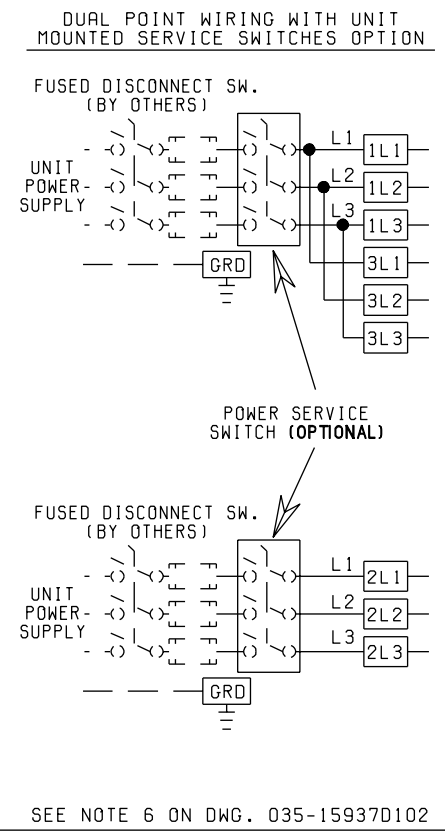 DUAL POINT WIRING WITH UNIT
MOUNTED SERVICE SWITCHES OPTION
FUSED DISCONNECT SW.
(BY OTHERS)
UNIT
POWER
SUPPLY
L1
1L1
L2
1L2
L3
1L3
3L1
3L2
3L3
GRD
POWER SERVICE
SWITCH (OPTIONAL)
FUSED DISCONNECT SW.
(BY OTHERS)
UNIT
POWER
SUPPLY
L1
2L1
L2
2L2
L3
2L3
GRD
SEE NOTE 6 ON DWG. 035-15937D102